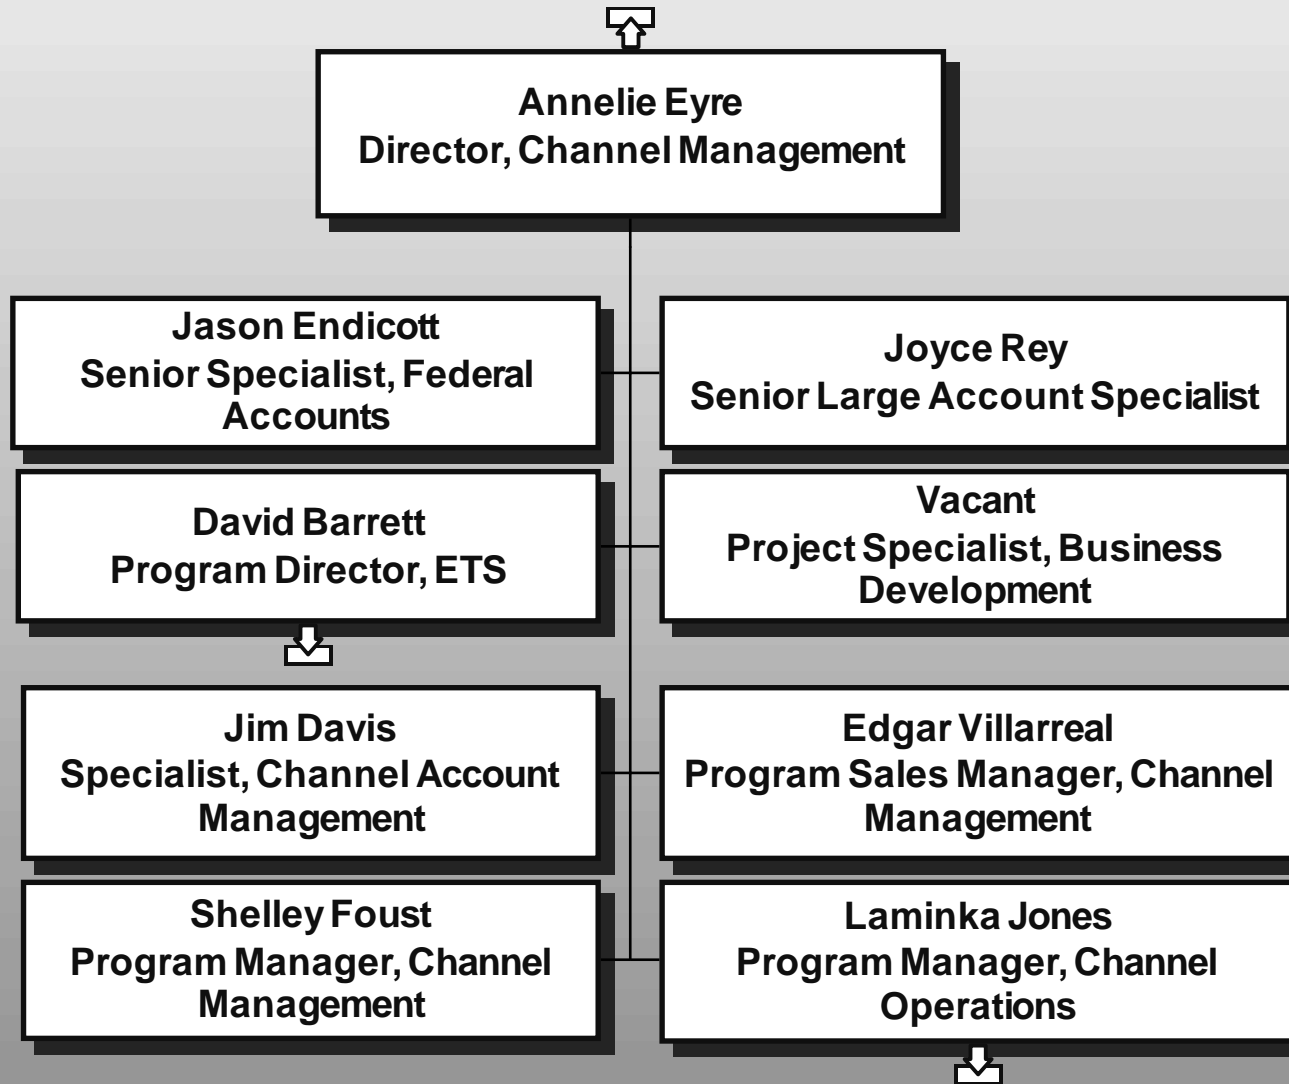 Annelie Eyre
Director, Channel Management
Jason Endicott
Senior Specialist, Federal
Accounts
Joyce Rey
Senior Large Account Specialist
David Barrett
Program Director, ETS
Vacant
Project Specialist, Business
Development
Jim Davis
Specialist, Channel Account
Management
Edgar Villarreal
Program Sales Manager, Channel
Management
Shelley Foust
Program Manager, Channel
Management
Laminka Jones
Program Manager, Channel
Operations